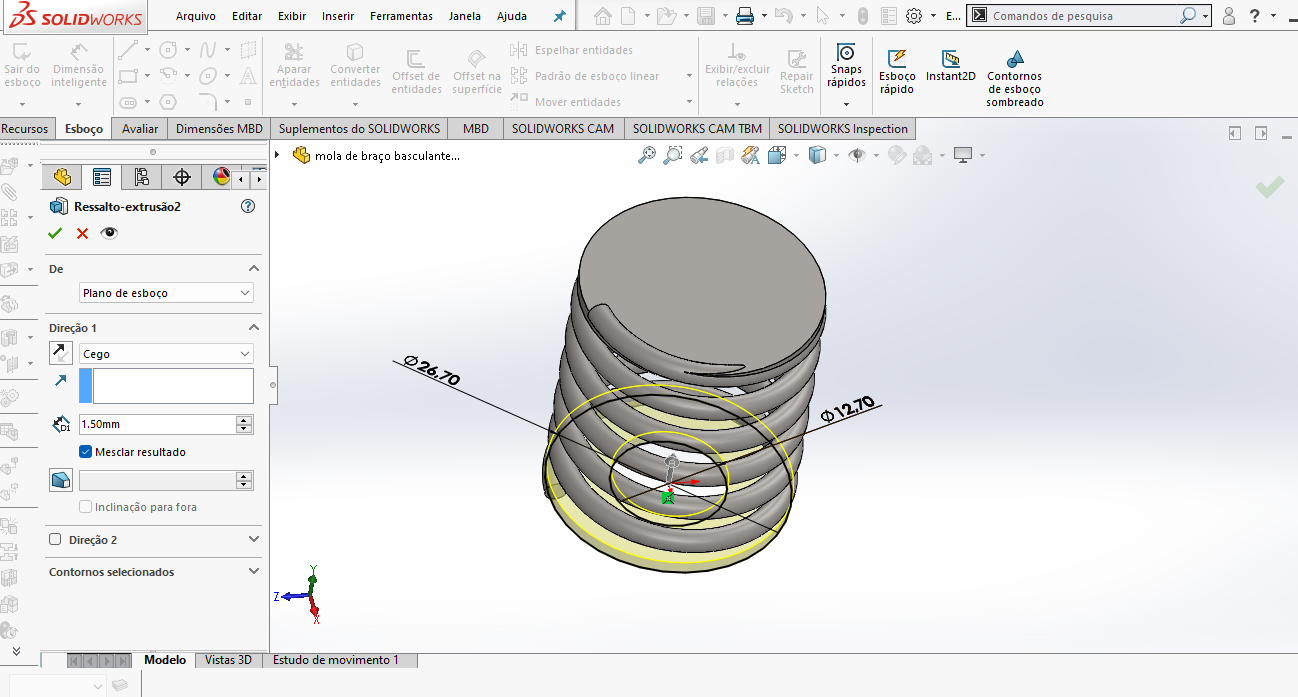 SOLIDWORKS
Arquivo Editar Exibir Inserir Ferramentas Janela Ajuda E... Comandos de pesquisa ?
Sair do esboço
Dimensão inteligente
Aparar entidades
Converter entidades
Offset de entidades
Offset na superfície
Espelhar entidades
Padrão de esboço linear
Mover entidades
Exibir/excluir relações
Repair Sketch
Snaps rápidos
Esboço rápido
Instant2D
Contornos de esboço sombreado
Recursos Esboço Avaliar Dimensões MBD Suplementos do SOLIDWORKS MBD SOLIDWORKS CAM SOLIDWORKS CAM TBM SOLIDWORKS Inspection
mola de braço basculante...
Ressalto-extrusão2
De
Plano de esboço
Direção 1
Cego
D1
1.50mm
Mesclar resultado
Inclinação para fora
Direção 2
Contornos selecionados
Ø26,70
Ø12,70
Y
Z
X
Modelo Vistas 3D Estudo de movimento 1